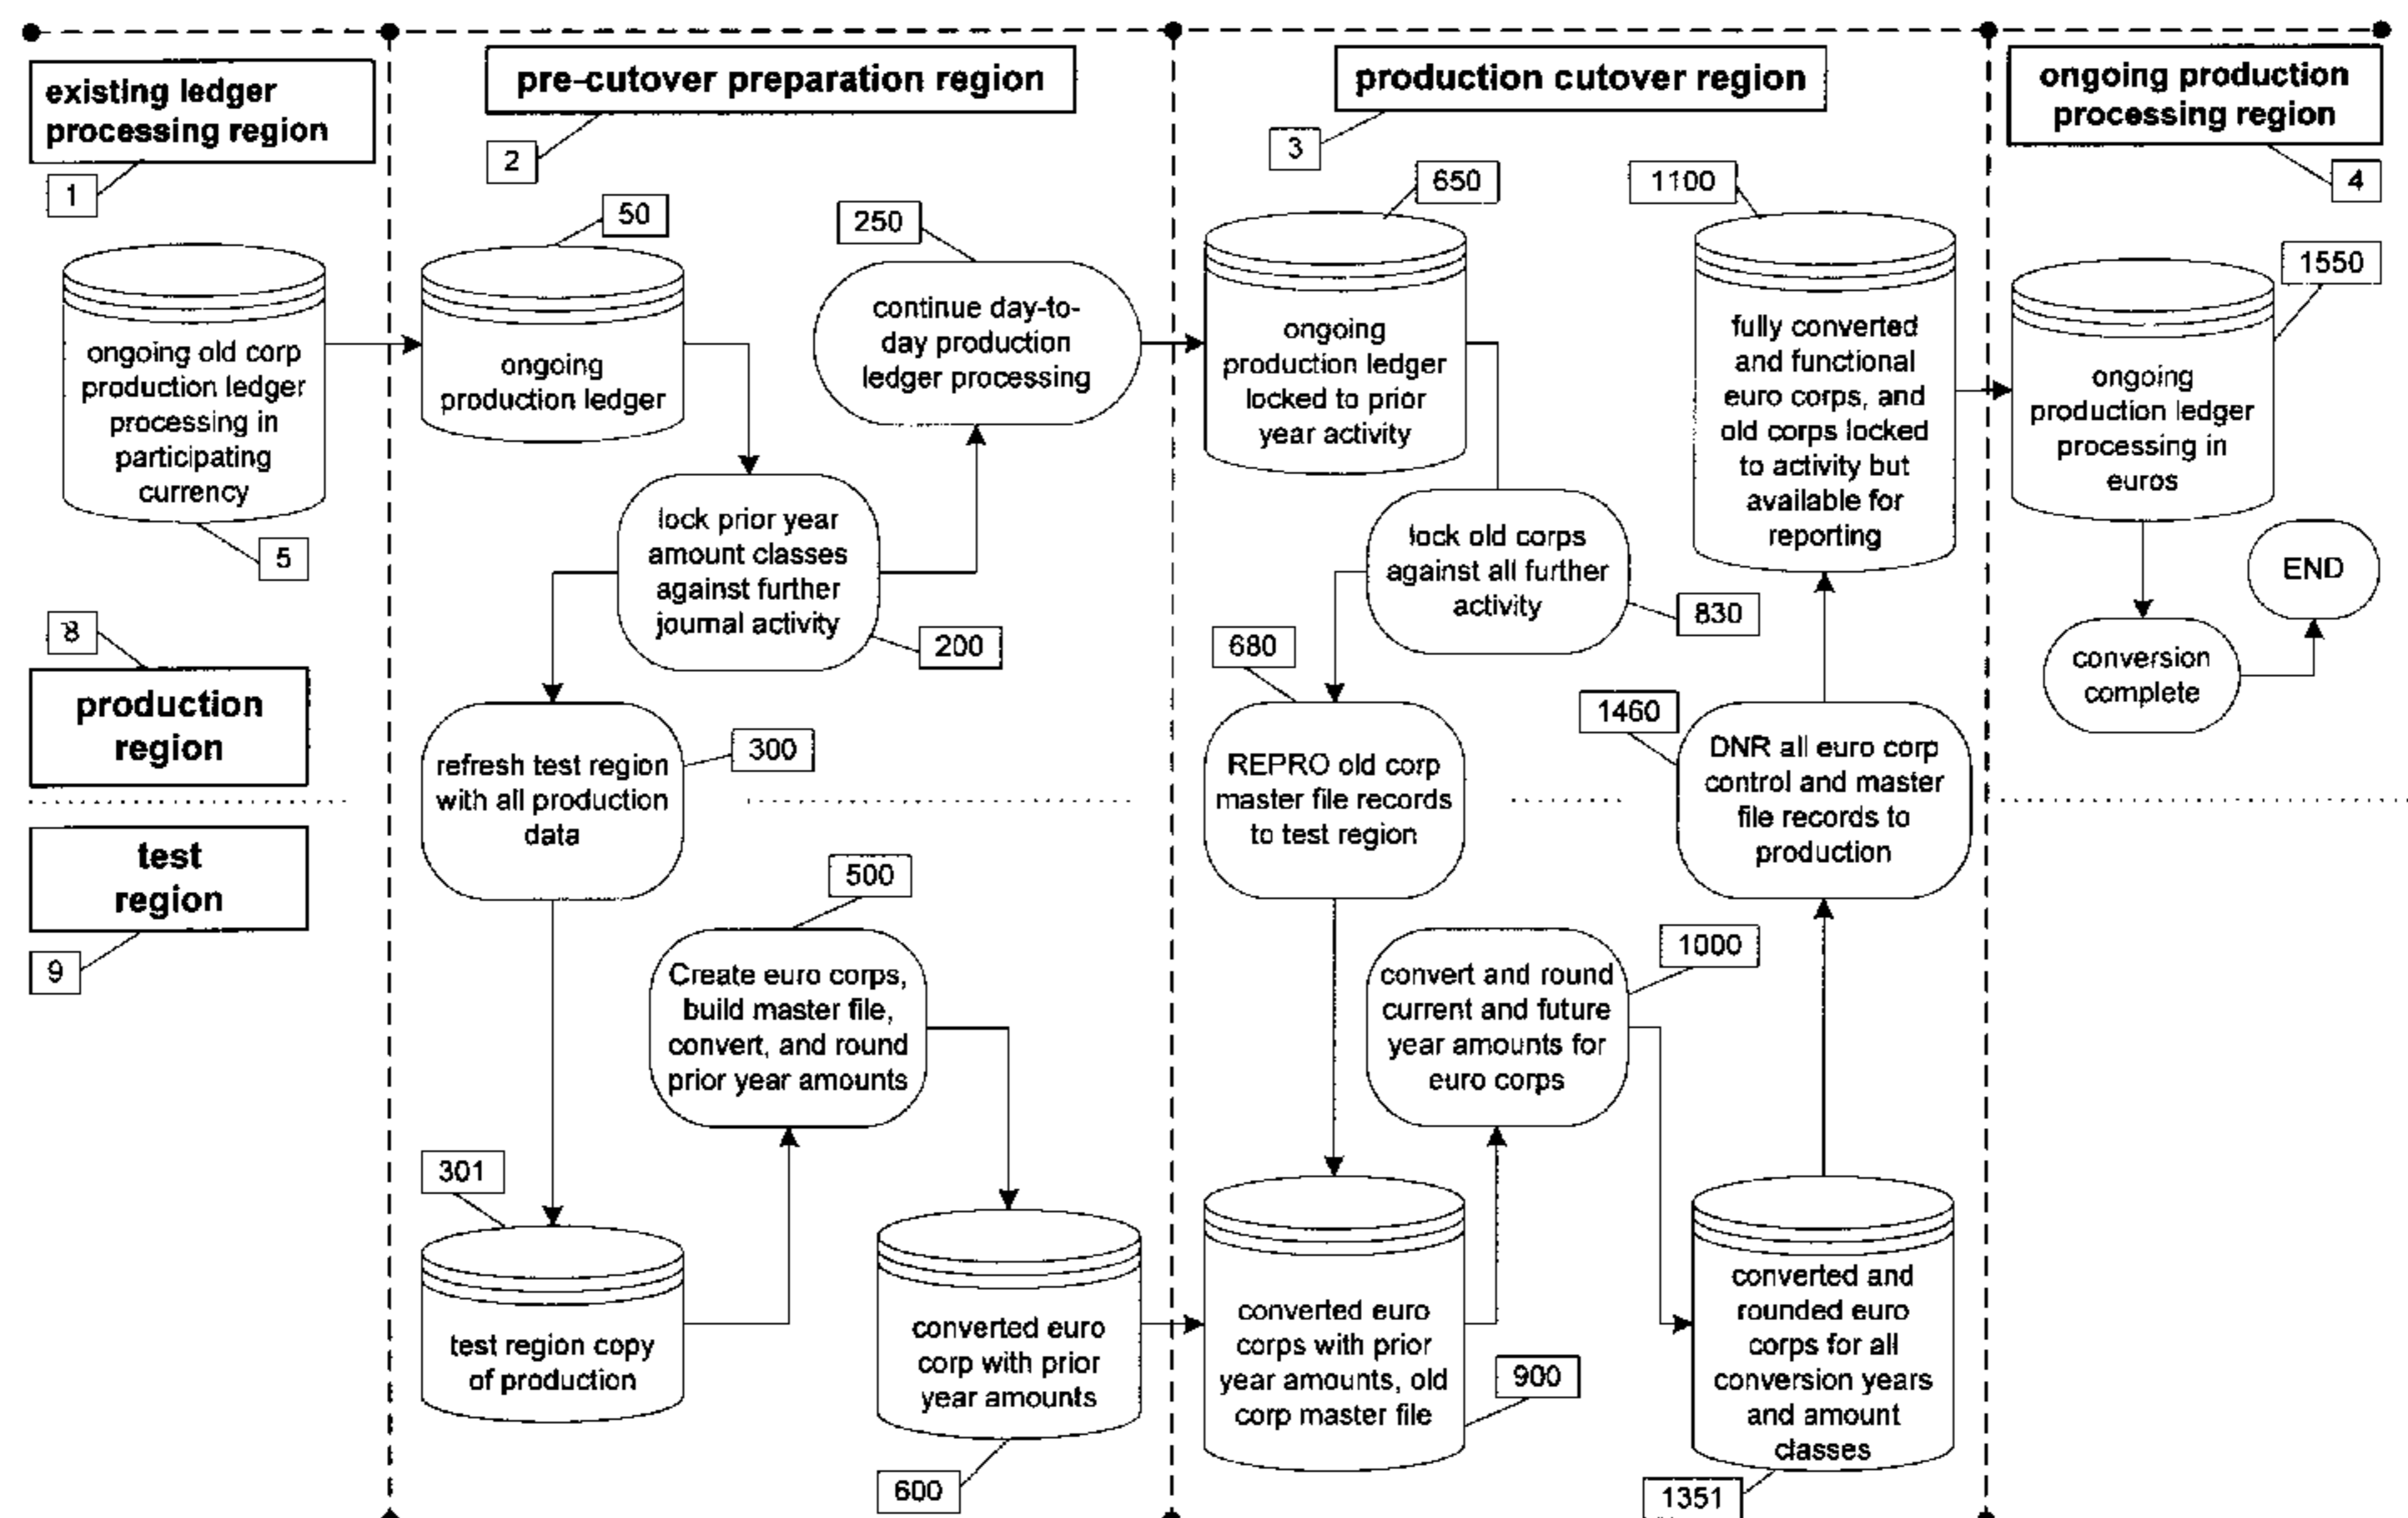 existing ledger
processing region
1
pre-cutover preparation region
2
production cutover region
3
ongoing production
processing region
4
ongoing old corp
production ledger
processing in
participating
currency
5
8
production
region
test
region
9
50
ongoing
production ledger
250
continue day-to-
day production
ledger processing
lock prior year
amount classes
against further
journal activity
200
refresh test region
with all production
data
300
500
Create euro corps,
build master file,
convert, and round
prior year amounts
301
test region copy
of production
converted euro
corp with prior
year amounts
600
650
ongoing
production ledger
locked to prior
year activity
lock old corps
against all further
activity
830
680
REPRO old corp
master file records
to test region
1000
convert and round
current and future
year amounts for
euro corps
converted euro
corps with prior
year amounts, old
corp master file
900
1100
fully converted
and functional
euro corps, and
old corps locked
to activity but
available for
reporting
1460
DNR all euro corp
control and master
file records to
production
converted and
rounded euro
corps for all
conversion years
and amount
classes
1351
1550
ongoing
production ledger
processing in
euros
END
conversion
complete